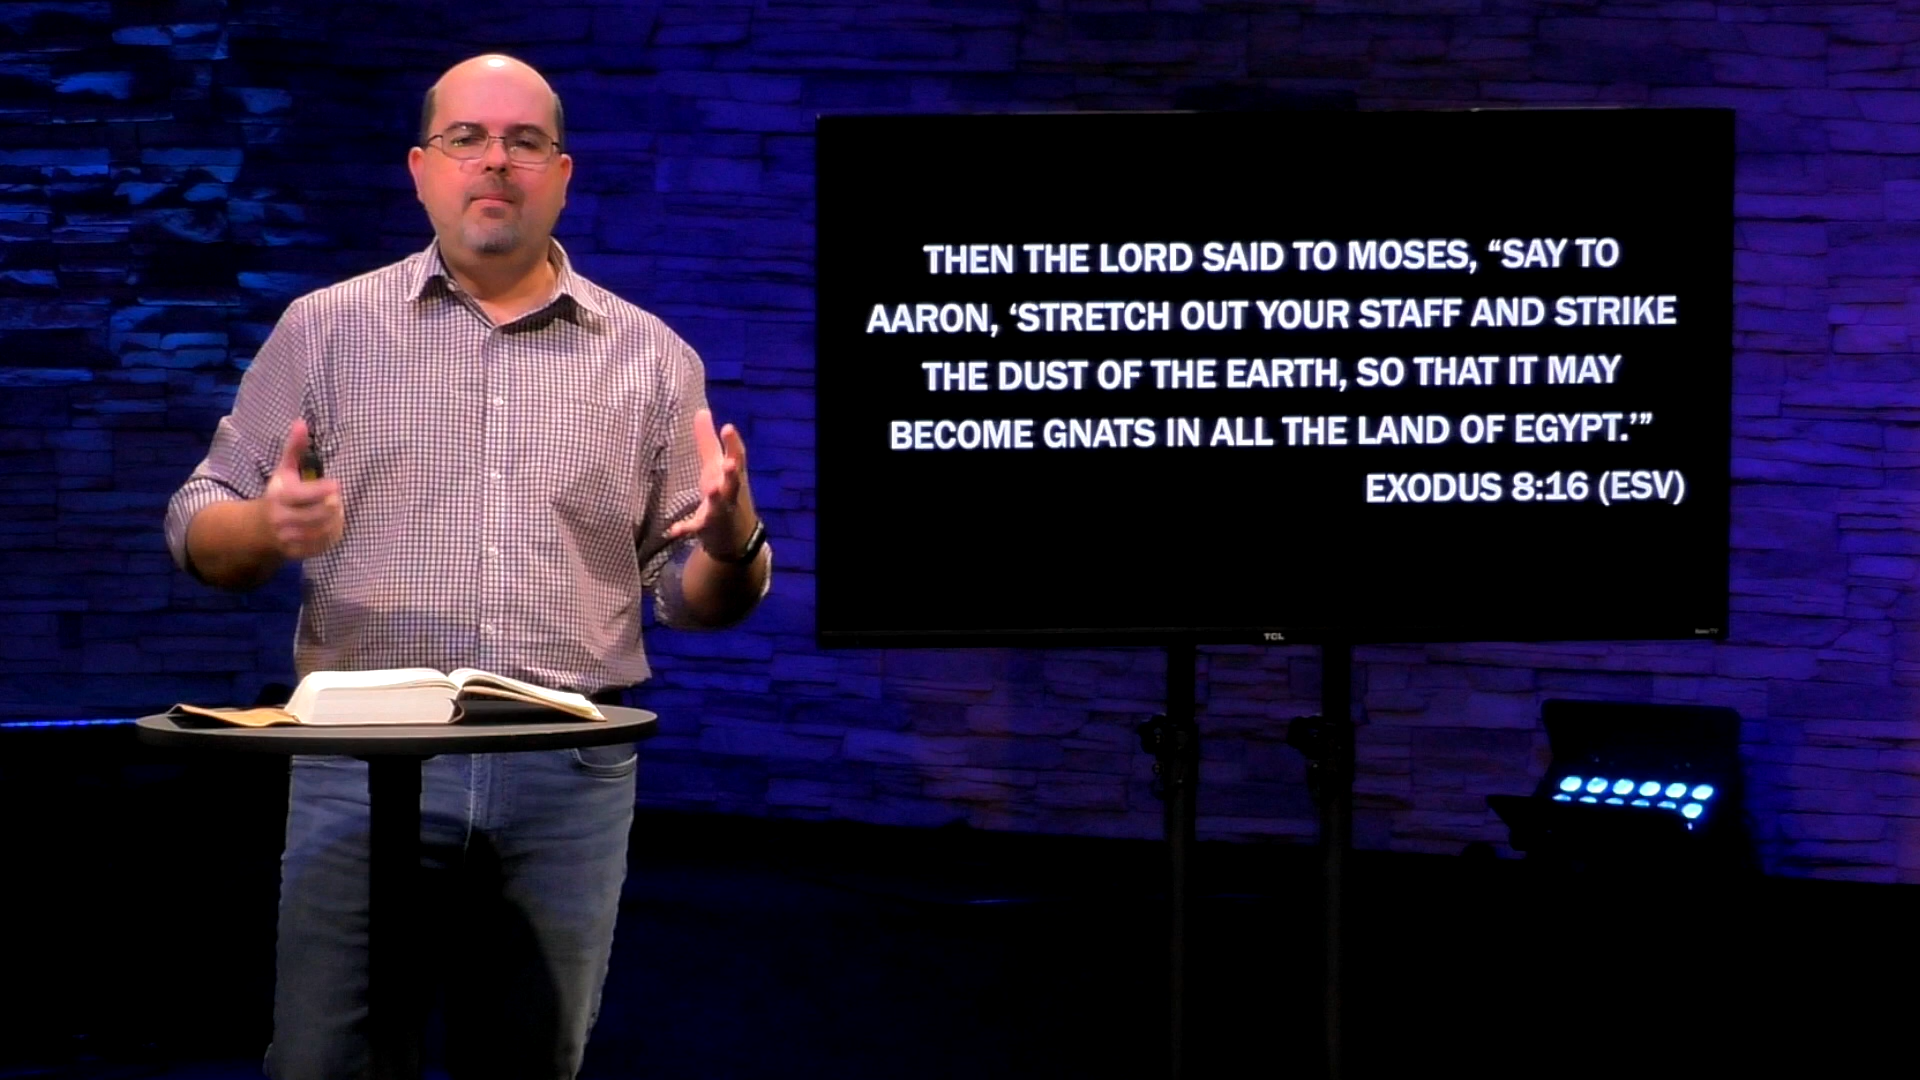 THEN THE LORD SAID TO MOSES, “SAY TO
AARON, ‘STRETCH OUT YOUR STAFF AND STRIKE
THE DUST OF THE EARTH, SO THAT IT MAY
BECOME GNATS IN ALL THE LAND OF EGYPT.’”
EXODUS 8:16 (ESV)
TCL